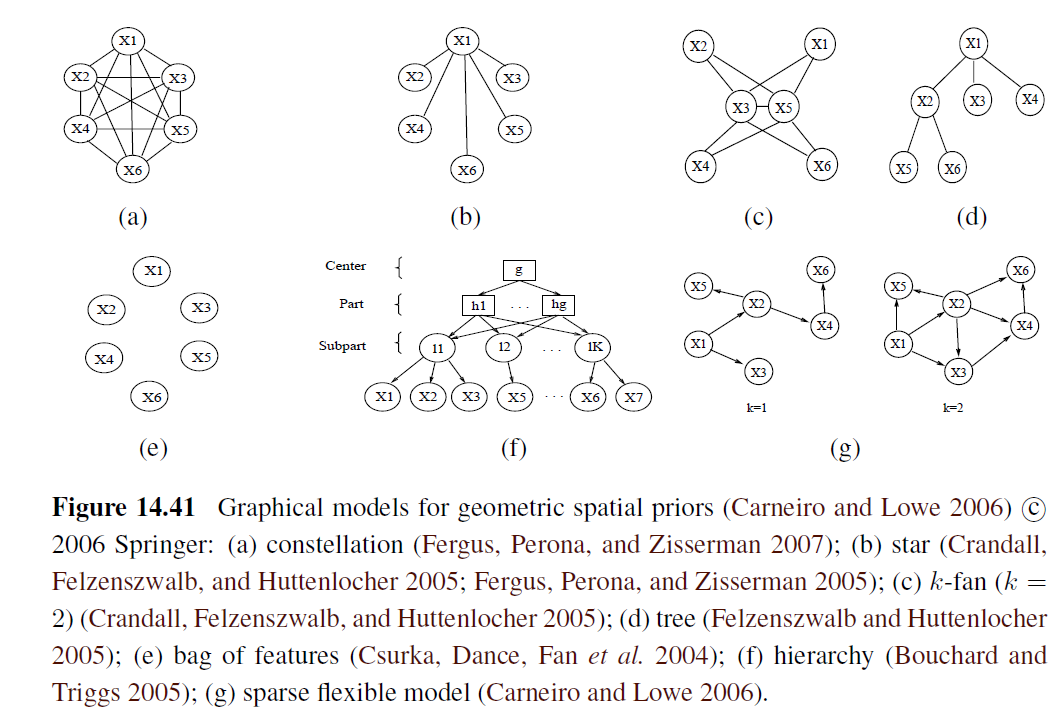 X1 X1 X2 X1 X1
X2 X3 X2 X3 X3 X5 X2 X3 X4
X4 X5 X4 X5 X4 X6 X5 X6
X6 X6
(a) (b) (c) (d)
X1 Center { g X5 X6 X5 X6
X2 X3 Part { h1 . . . hg X2 X2
X4 X5 Subpart { l1 l2 . . . lK X1 X4 X1 X4
X6 X1 X2 X3 X5 . . . X6 X7 X3 X3
k=1 k=2
(e) (f) (g)
Figure 14.41 Graphical models for geometric spatial priors (Carneiro and Lowe 2006) ©
2006 Springer: (a) constellation (Fergus, Perona, and Zisserman 2007); (b) star (Crandall,
Felzenszwalb, and Huttenlocher 2005; Fergus, Perona, and Zisserman 2005); (c) k-fan (k =
2) (Crandall, Felzenszwalb, and Huttenlocher 2005); (d) tree (Felzenszwalb and Huttenlocher
2005); (e) bag of features (Csurka, Dance, Fan et al. 2004); (f) hierarchy (Bouchard and
Triggs 2005); (g) sparse flexible model (Carneiro and Lowe 2006).